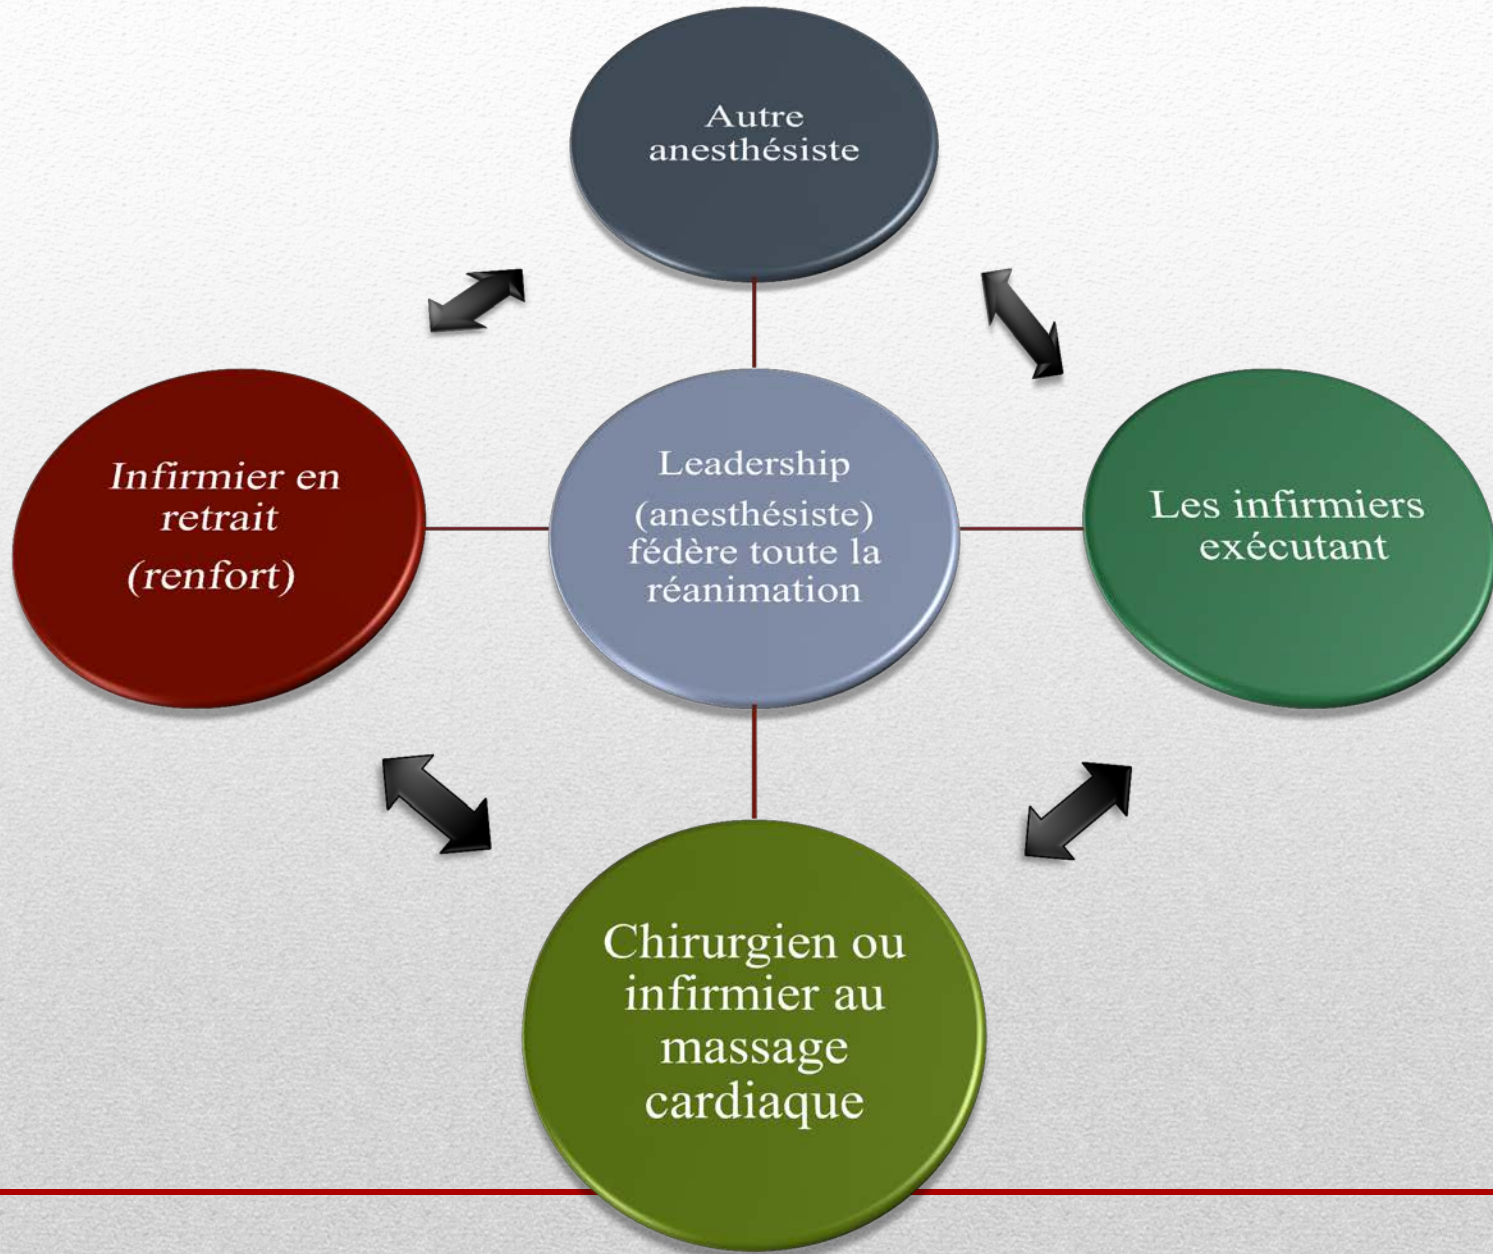 Autre
anesthésiste
Infirmier en
retrait
(renfort)
Leadership
(anesthésiste)
fédère toute la
réanimation
Les infirmiers
exécutant
Chirurgien ou
infirmier au
massage
cardiaque